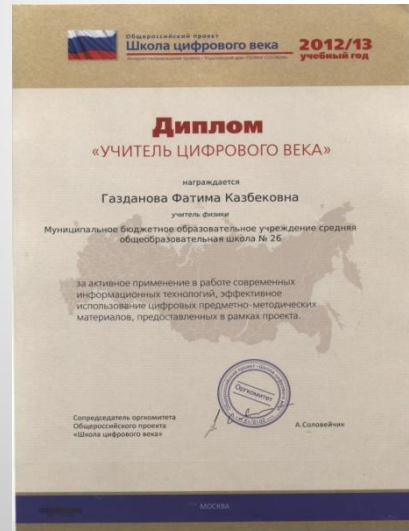 Общероссийский проект
Школа цифрового века
2012/13
учебный год
Диплом
«УЧИТЕЛЬ ЦИФРОВОГО ВЕКА»
награждается
Газданова Фатима Казбековна
учитель физики
Муниципальное бюджетное образовательное учреждение средняя
общеобразовательная школа № 26
за активное применение в работе современных
информационных технологий, эффективное
использование цифровых предметно-методических
материалов, предоставленных в рамках проекта.
Оргкомитет
Сопредседатель оргкомитета
Общероссийского проекта
«Школа цифрового века»
А.Соловейчик
МОСКВА